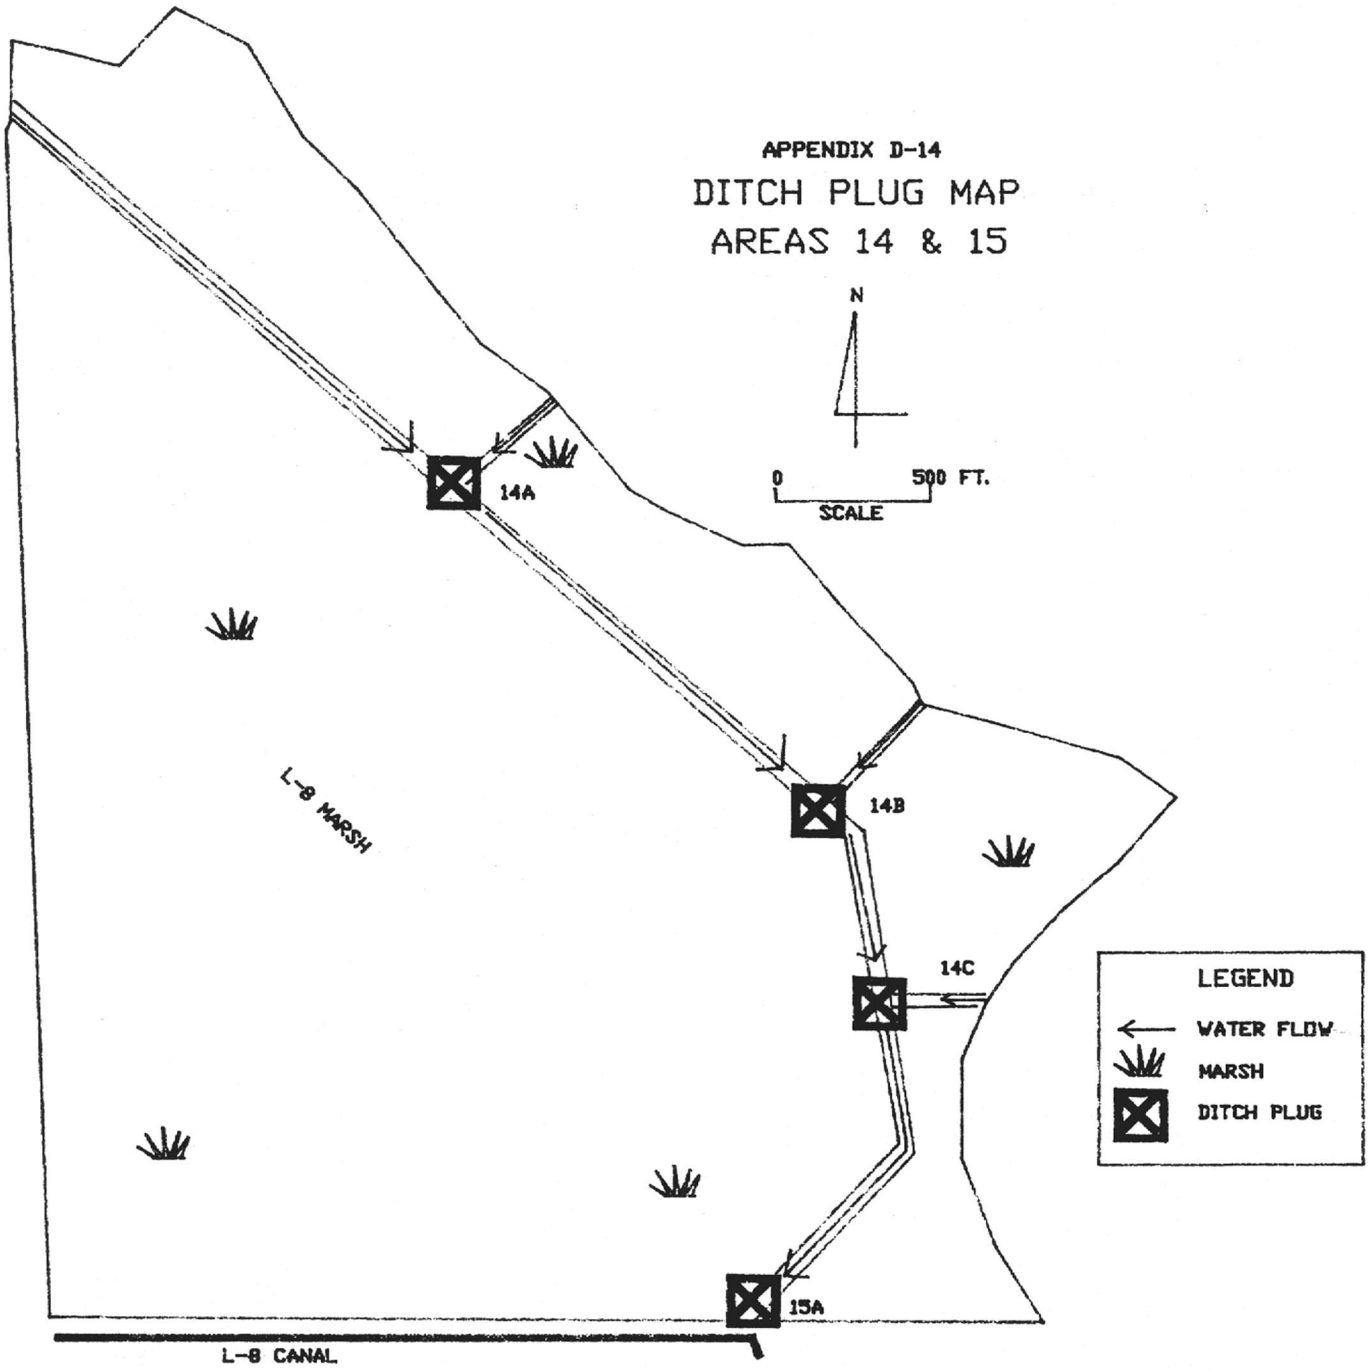 APPENDIX D-14
DITCH PLUG MAP
AREAS 14 & 15
N
0 500 FT.
SCALE
14A
L-8 MARSH
14B
14C
LEGEND
WATER FLOW
MARSH
DITCH PLUG
15A
L-8 CANAL